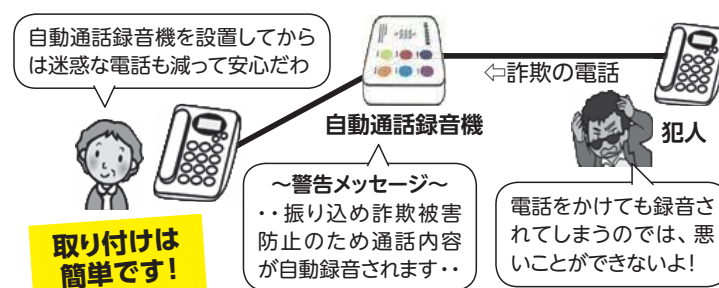 自動通話録音機を設置してから
は迷惑な電話も減って安心だわ
⇦詐欺の電話
自動通話録音機
犯人
～警告メッセージ～
・・振り込め詐欺被害
防止のため通話内容
が自動録音されます・・
電話をかけても録音さ
れてしまうのでは、悪
いことができないよ！
取り付けは
簡単です！